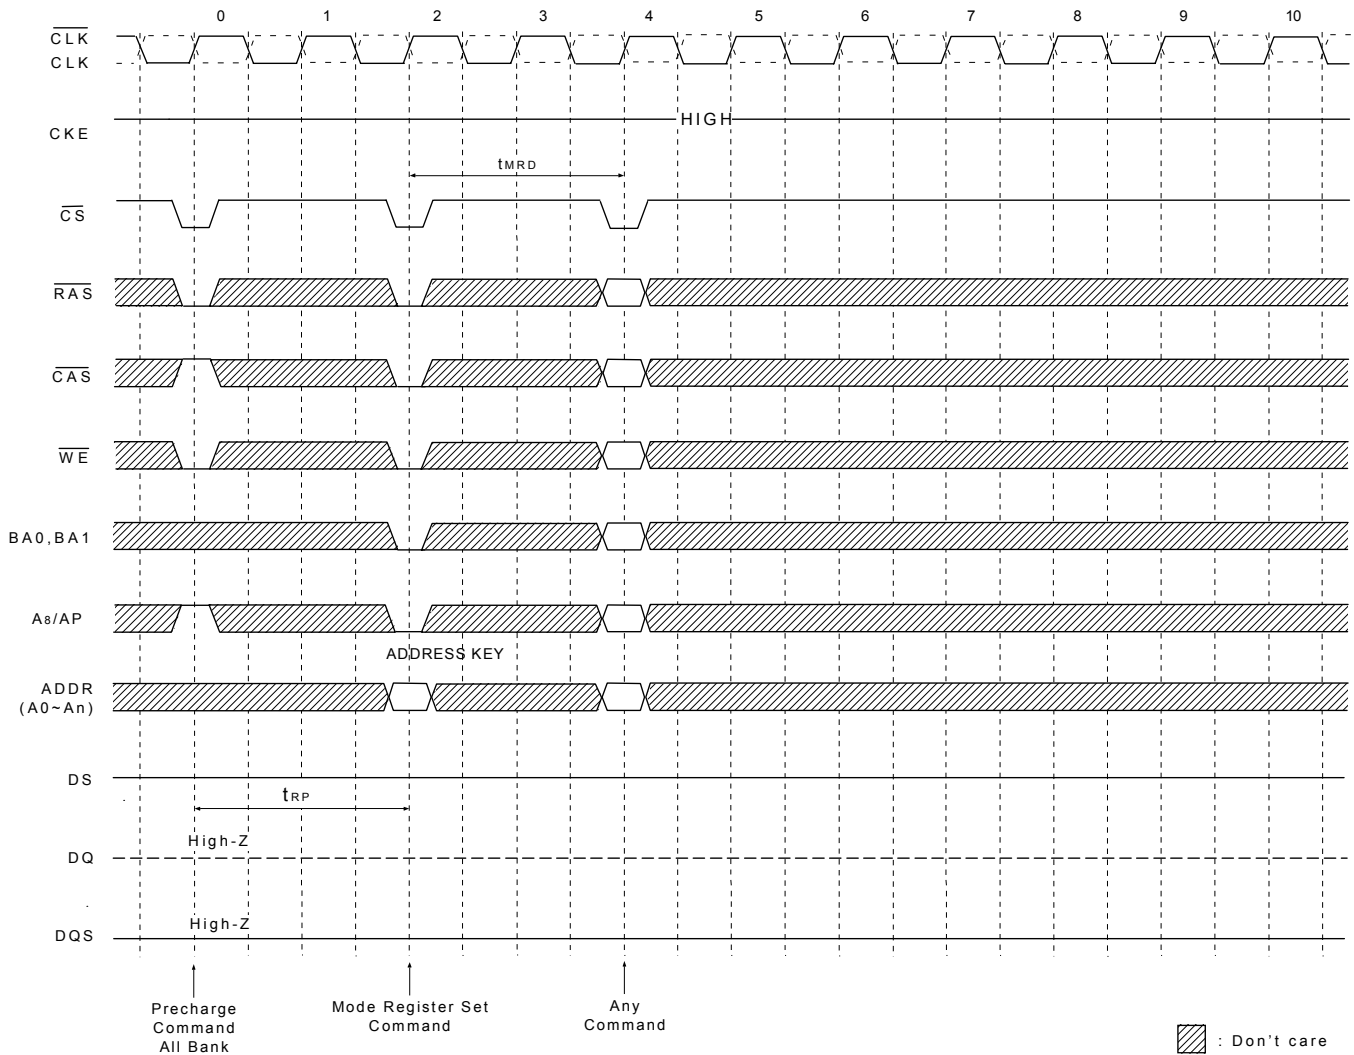 0 1 2 3 4 5 6 7 8 9 10
CLK
CLK
CKE
HIGH
tMRD
CS
RAS
CAS
WE
BA0,BA1
A8/AP
ADDRESS KEY
ADDR
(A0~An)
DS
tRP
High-Z
DQ
High-Z
DQS
Precharge
Command
All Bank
Mode Register Set
Command
Any
Command
: Don't care